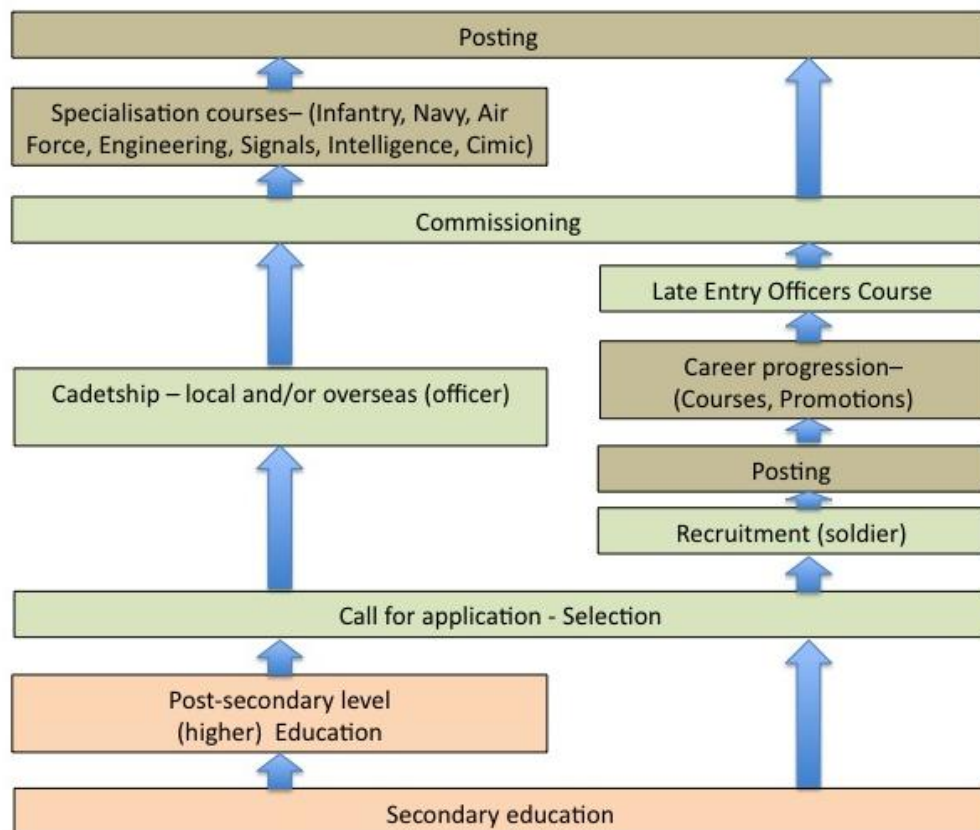 Posting
Specialisation courses– (Infantry, Navy, Air
Force, Engineering, Signals, Intelligence, Cimic)
Commissioning
Late Entry Officers Course
Career progression–
(Courses, Promotions)
Cadetship – local and/or overseas (officer)
Posting
Recruitment (soldier)
Call for application - Selection
Post-secondary level
(higher) Education
Secondary education